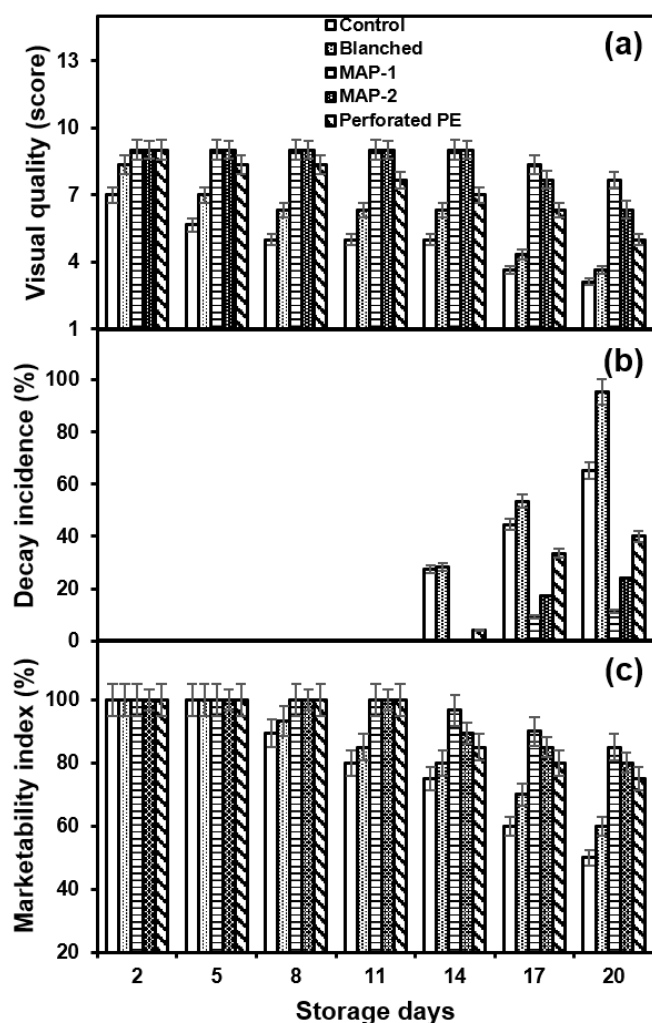 Control
Blanched
MAP-1
MAP-2
Perforated PE
(a)
Visual quality (score)
13
9
7
4
1
(b)
Decay incidence (%)
100
80
60
40
20
0
(c)
Marketability index (%)
100
80
60
40
20
2 5 8 11 14 17 20
Storage days